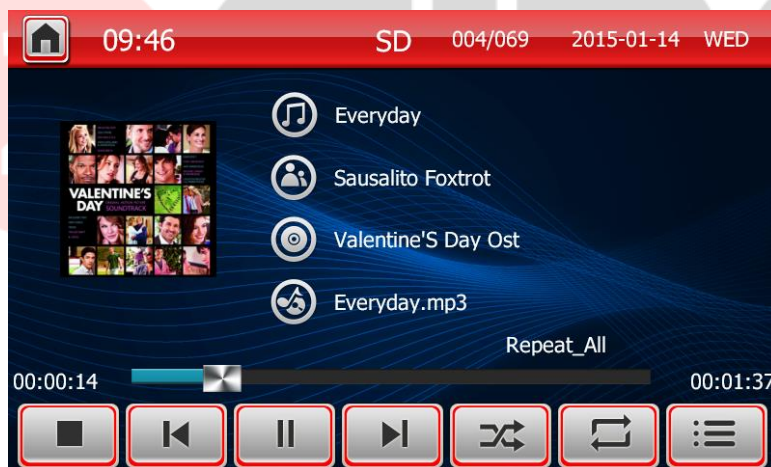 09:46 SD 004/069 2015-01-14 WED
Everyday
Sausalito Foxtrot
VALENTINE'S
DAY
Valentine'S Day Ost
Everyday.mp3
Repeat_All
00:00:14 00:01:37